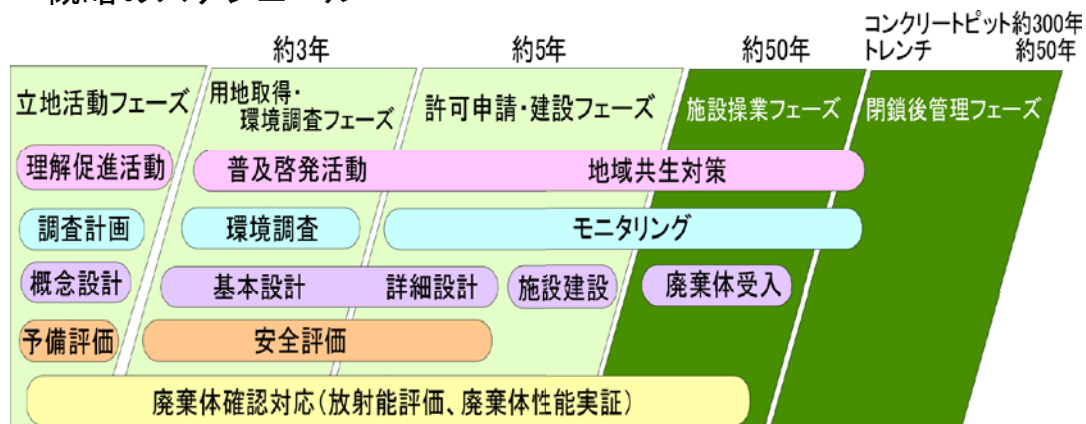 約3年
約5年
約50年
コンクリートピット約300年
トレンチ 約50年
立地活動フェーズ
用地取得・
環境調査フェーズ
許可申請・建設フェーズ
施設操業フェーズ
閉鎖後管理フェーズ
理解促進活動
普及啓発活動
地域共生対策
調査計画
環境調査
モニタリング
概念設計
基本設計
詳細設計
施設建設
廃棄体受入
予備評価
安全評価
廃棄体確認対応(放射能評価、廃棄体性能実証)